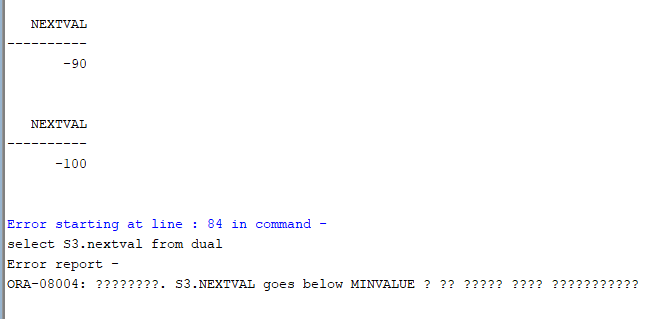 NEXTVAL
----------
-90
NEXTVAL
----------
-100
Error starting at line : 84 in command -
select S3.nextval from dual
Error report -
ORA-08004: ????????. S3.NEXTVAL goes below MINVALUE ? ?? ????? ???? ???????????